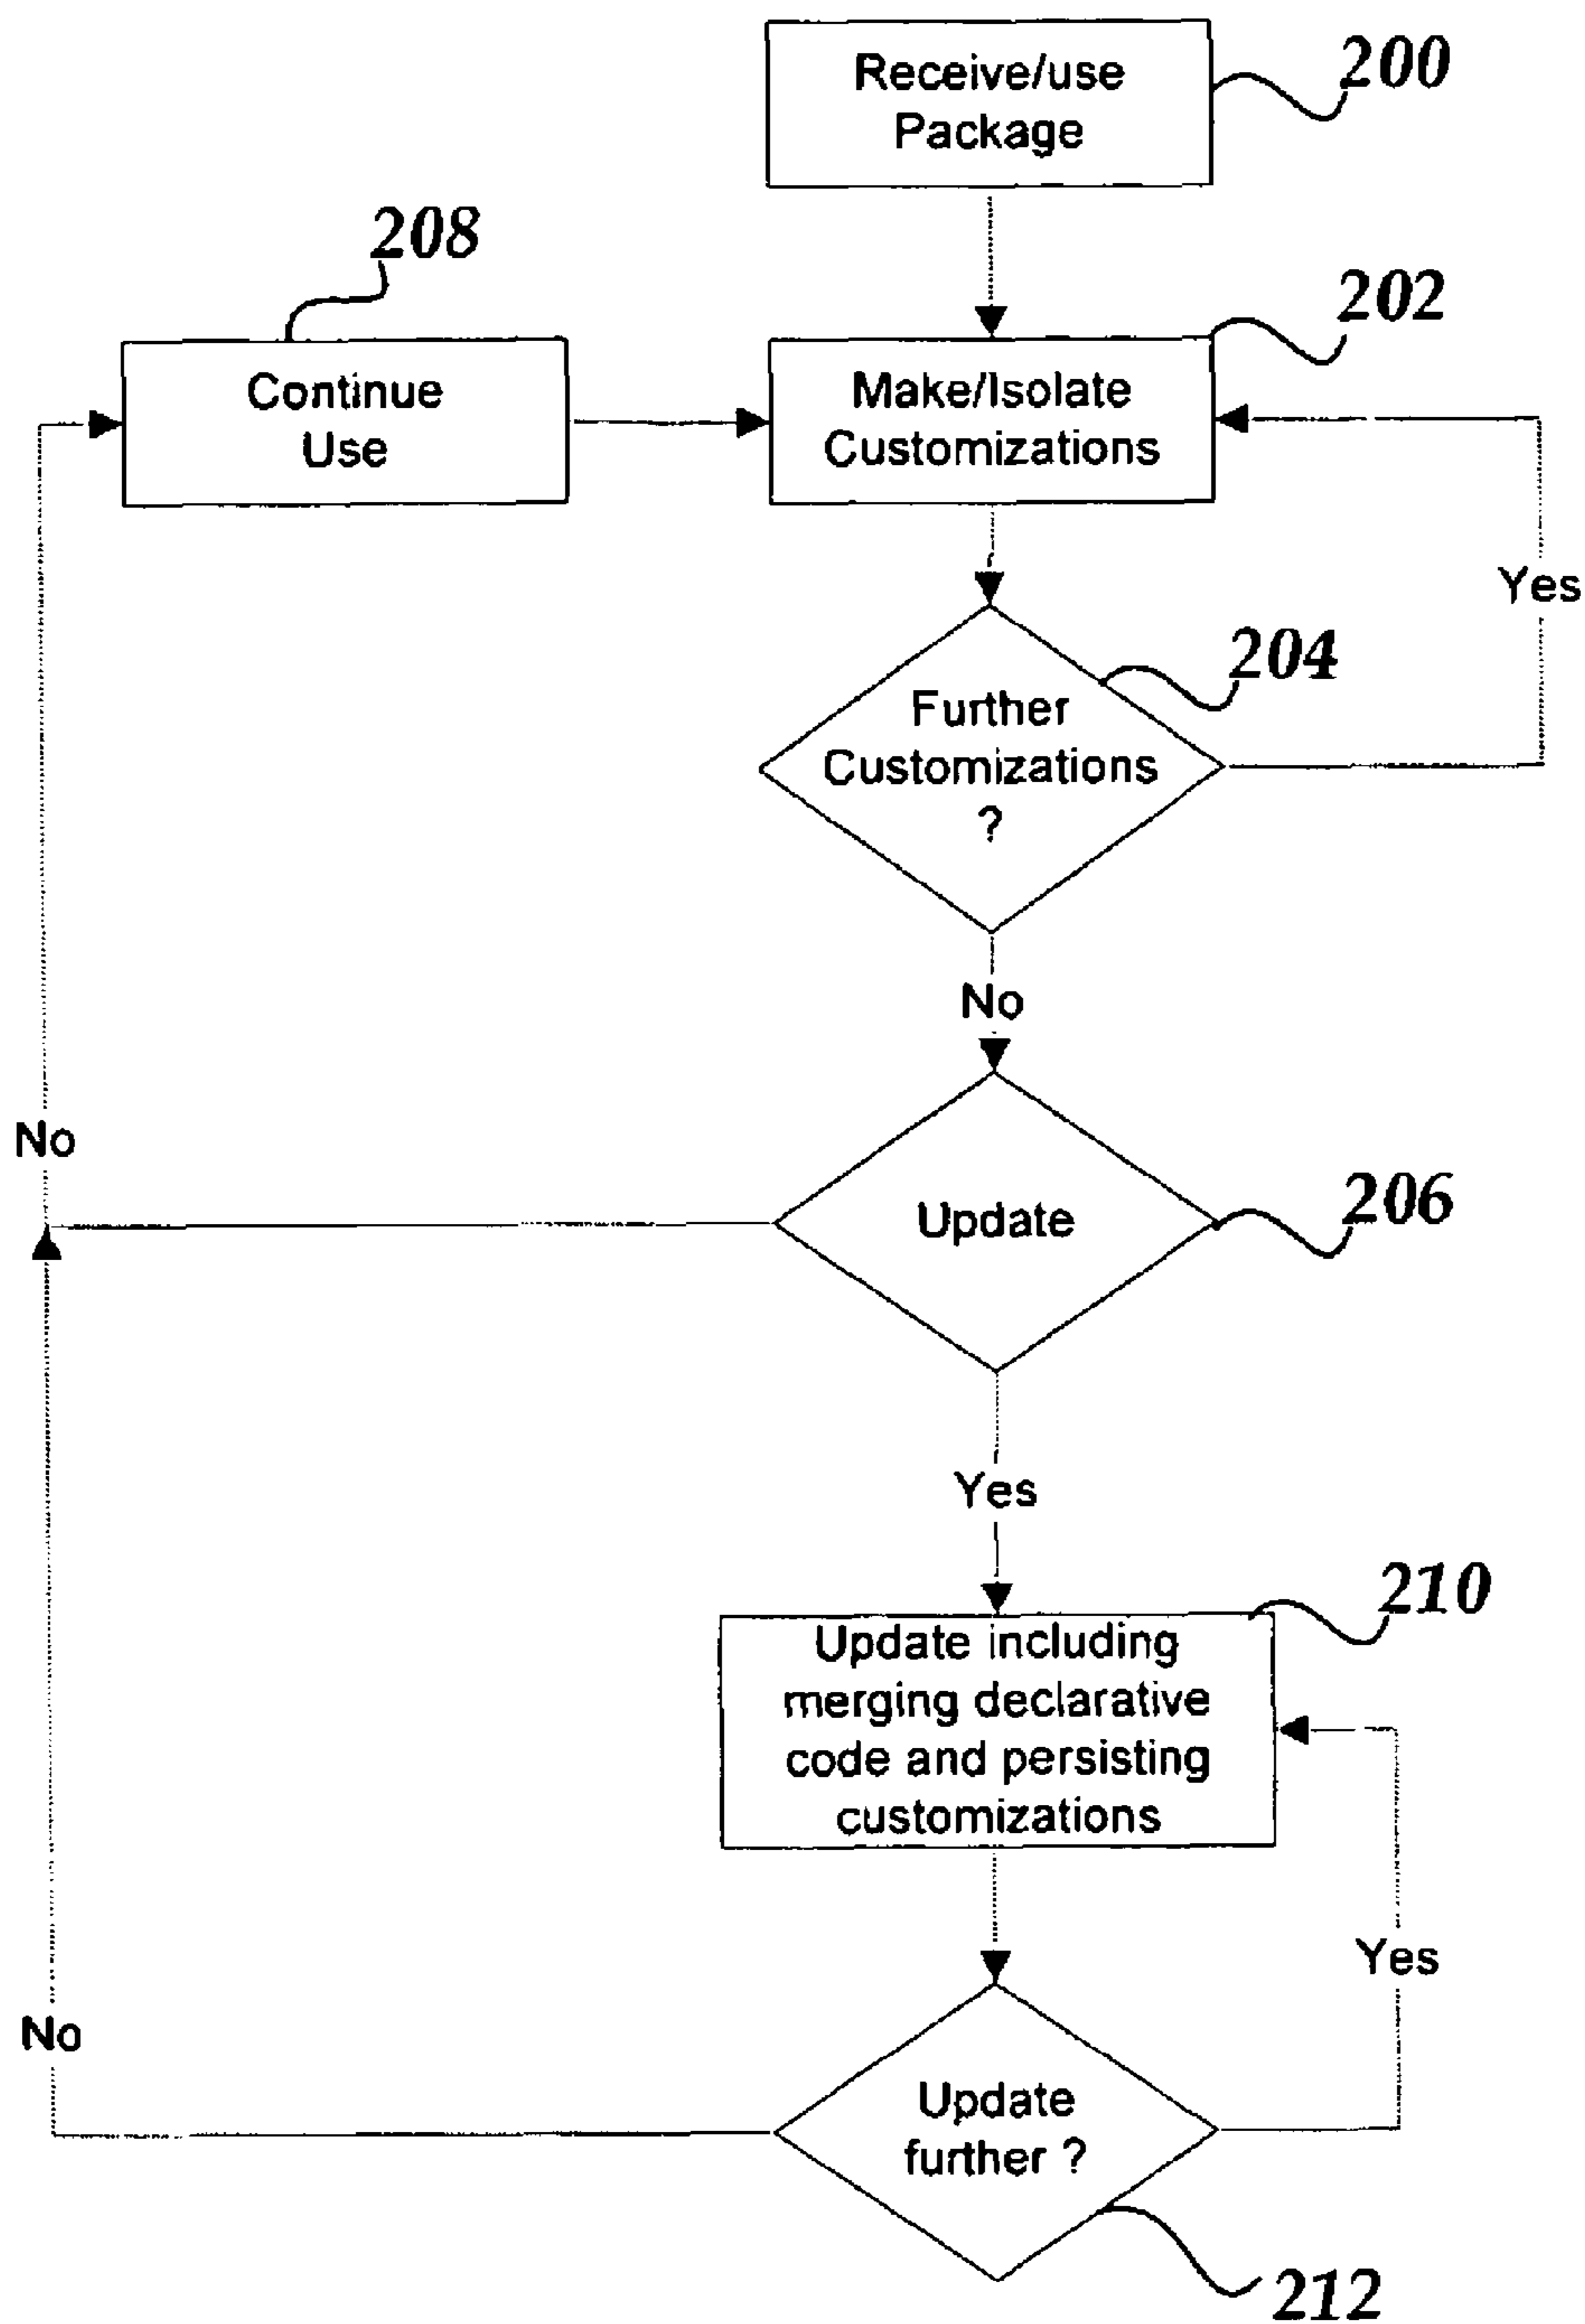 Receive/use
Package
200
208
202
Continue
Use
Make/Isolate
Customizations
Yes
204
Further
Customizations
?
No
No
206
Update
Yes
210
Update including
merging declarative
code and persisting
customizations
Yes
No
Update
further ?
212